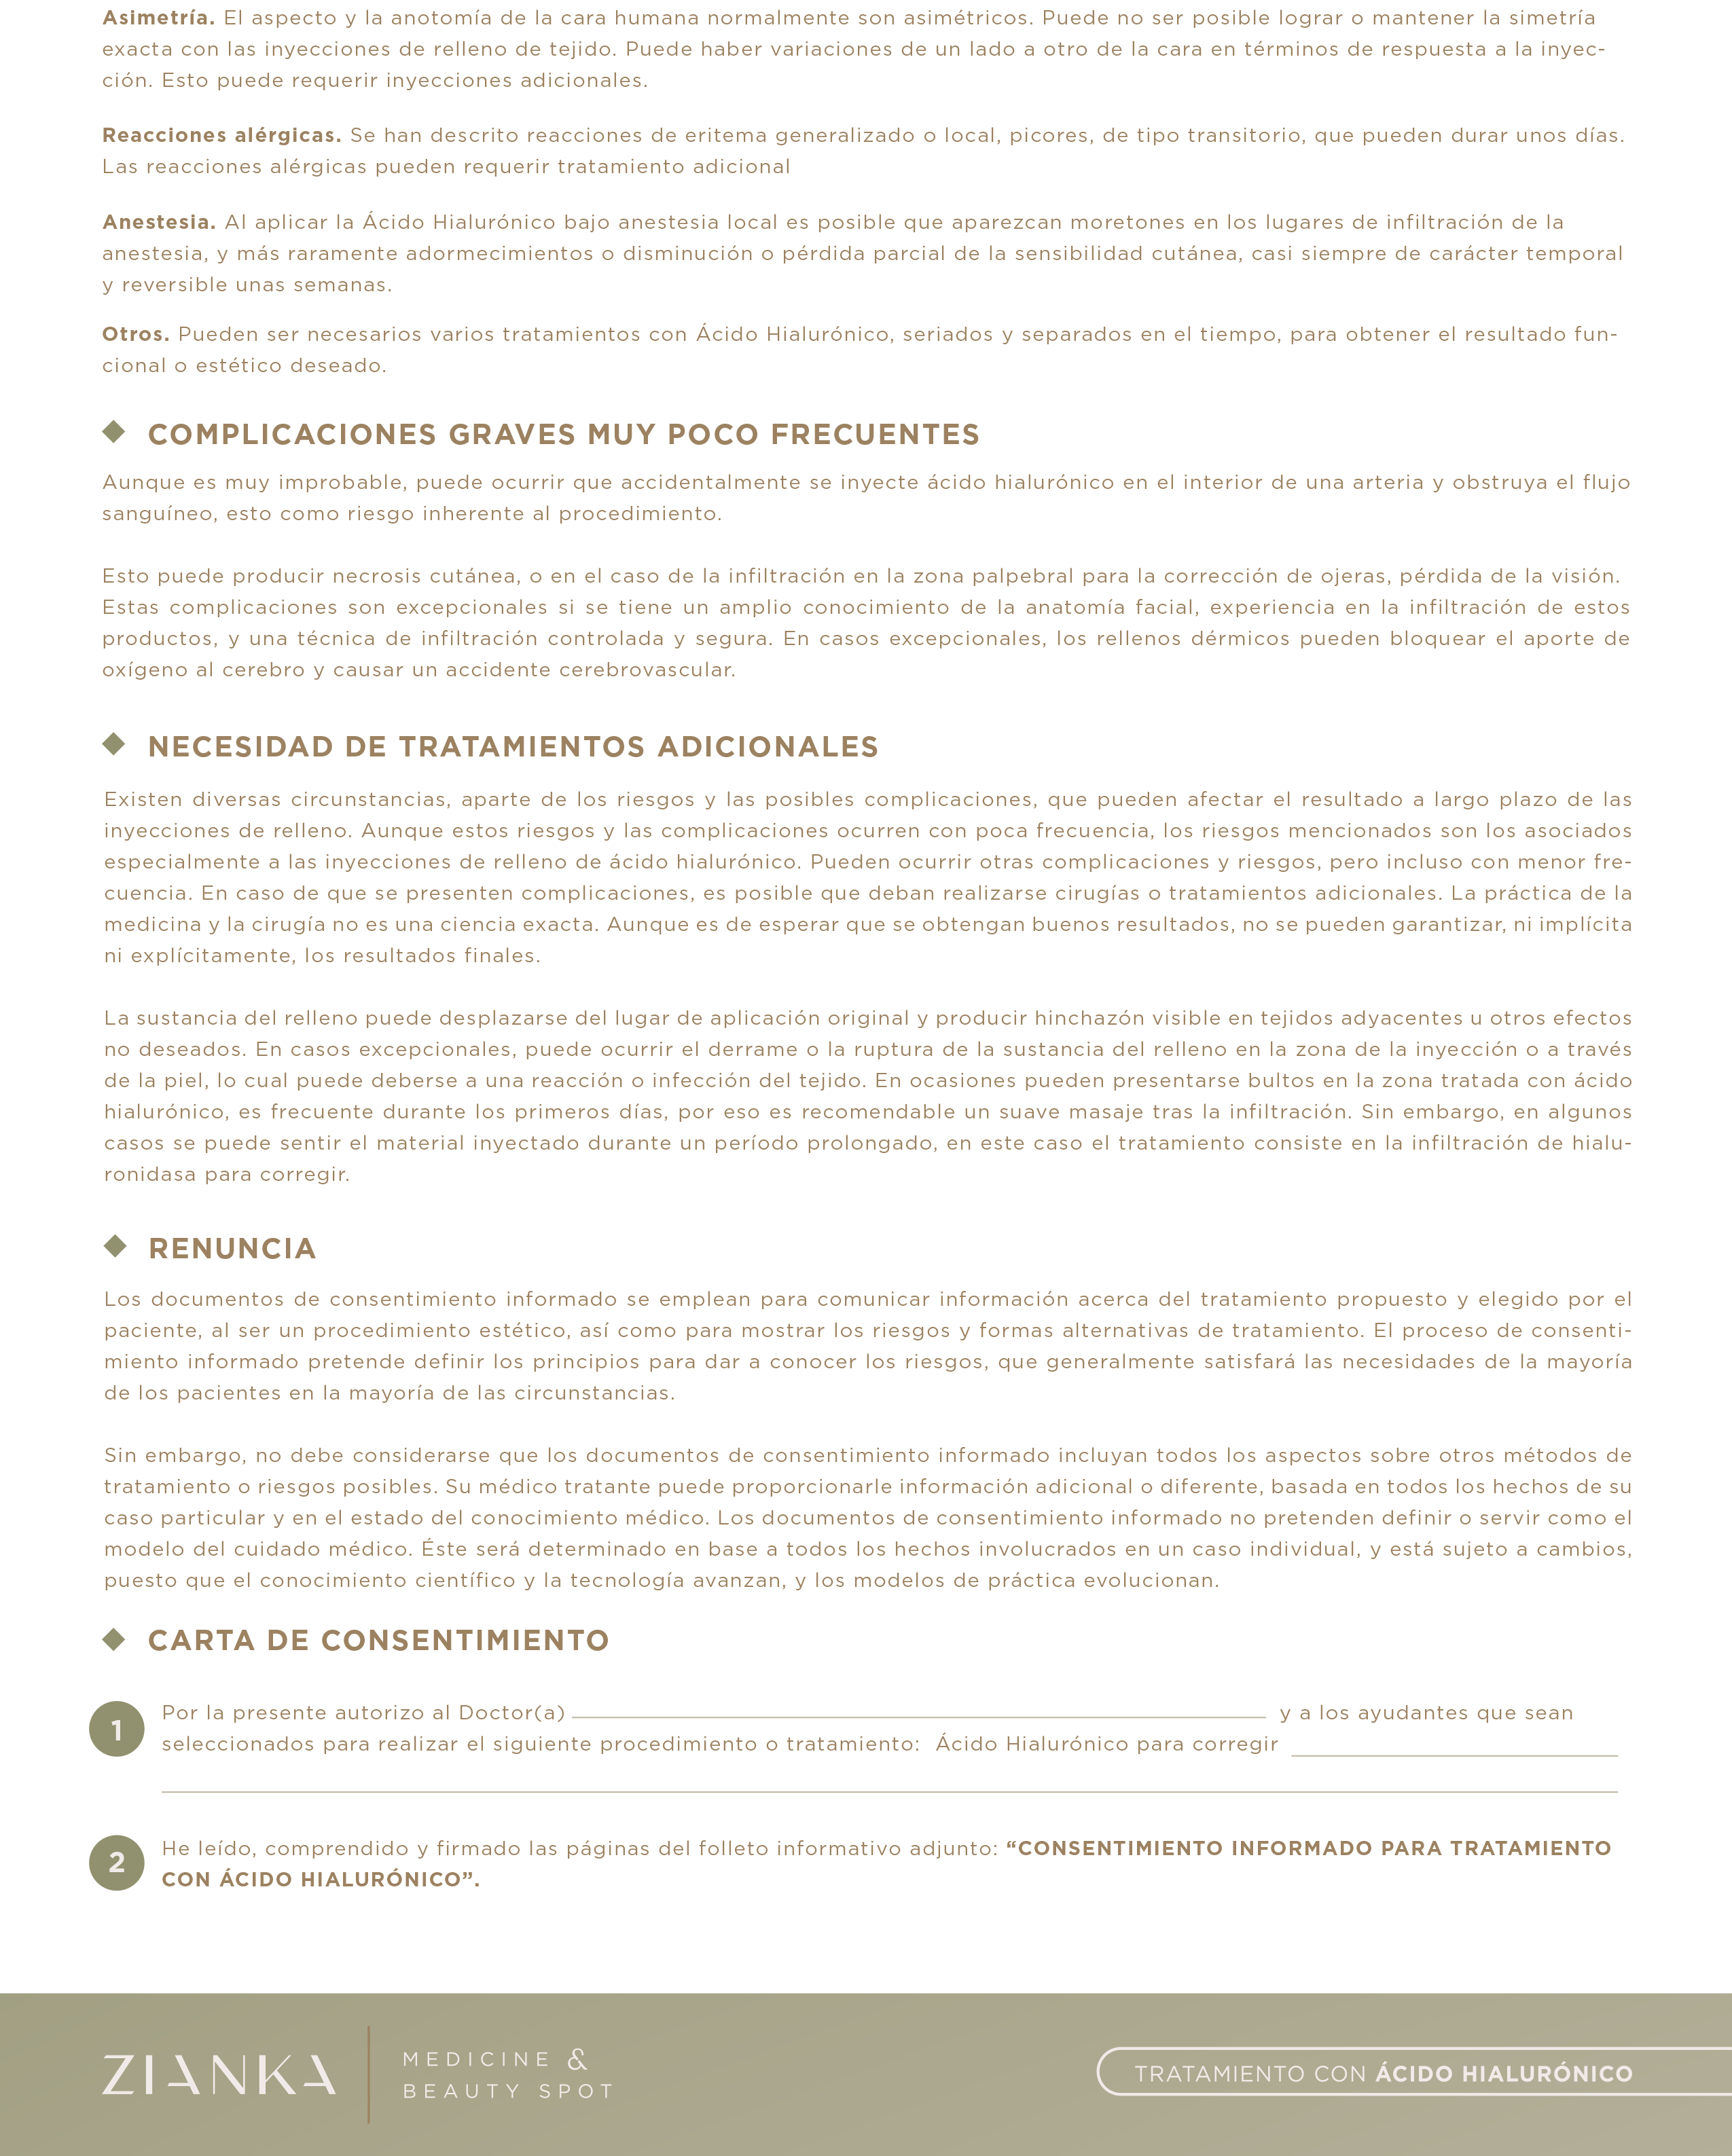 Asimetría. El aspecto y la anotomía de la cara humana normalmente son asimétricos. Puede no ser posible lograr o mantener la simetría
exacta con las inyecciones de relleno de tejido. Puede haber variaciones de un lado a otro de la cara en términos de respuesta a la inyec-
ción. Esto puede requerir inyecciones adicionales.
Reacciones alérgicas. Se han descrito reacciones de eritema generalizado o local, picores, de tipo transitorio, que pueden durar unos días.
Las reacciones alérgicas pueden requerir tratamiento adicional
Anestesia. Al aplicar la Ácido Hialurónico bajo anestesia local es posible que aparezcan moretones en los lugares de infiltración de la
anestesia, y más raramente adormecimientos o disminución o pérdida parcial de la sensibilidad cutánea, casi siempre de carácter temporal
y reversible unas semanas.
Otros. Pueden ser necesarios varios tratamientos con Ácido Hialurónico, seriados y separados en el tiempo, para obtener el resultado fun-
cional o estético deseado.
COMPLICACIONES GRAVES MUY POCO FRECUENTES
Aunque es muy improbable, puede ocurrir que accidentalmente se inyecte ácido hialurónico en el interior de una arteria y obstruya el flujo
sanguíneo, esto como riesgo inherente al procedimiento.
Esto puede producir necrosis cutánea, o en el caso de la infiltración en la zona palpebral para la corrección de ojeras, pérdida de la visión.
Estas complicaciones son excepcionales si se tiene un amplio conocimiento de la anatomía facial, experiencia en la infiltración de estos
productos, y una técnica de infiltración controlada y segura. En casos excepcionales, los rellenos dérmicos pueden bloquear el aporte de
oxígeno al cerebro y causar un accidente cerebrovascular.
NECESIDAD DE TRATAMIENTOS ADICIONALES
Existen diversas circunstancias, aparte de los riesgos y las posibles complicaciones, que pueden afectar el resultado a largo plazo de las
inyecciones de relleno. Aunque estos riesgos y las complicaciones ocurren con poca frecuencia, los riesgos mencionados son los asociados
especialmente a las inyecciones de relleno de ácido hialurónico. Pueden ocurrir otras complicaciones y riesgos, pero incluso con menor fre-
cuencia. En caso de que se presenten complicaciones, es posible que deban realizarse cirugías o tratamientos adicionales. La práctica de la
medicina y la cirugía no es una ciencia exacta. Aunque es de esperar que se obtengan buenos resultados, no se pueden garantizar, ni implícita
ni explícitamente, los resultados finales.
La sustancia del relleno puede desplazarse del lugar de aplicación original y producir hinchazón visible en tejidos adyacentes u otros efectos
no deseados. En casos excepcionales, puede ocurrir el derrame o la ruptura de la sustancia del relleno en la zona de la inyección o a través
de la piel, lo cual puede deberse a una reacción o infección del tejido. En ocasiones pueden presentarse bultos en la zona tratada con ácido
hialurónico, es frecuente durante los primeros días, por eso es recomendable un suave masaje tras la infiltración. Sin embargo, en algunos
casos se puede sentir el material inyectado durante un período prolongado, en este caso el tratamiento consiste en la infiltración de hialu-
ronidasa para corregir.
RENUNCIA
Los documentos de consentimiento informado se emplean para comunicar información acerca del tratamiento propuesto y elegido por el
paciente, al ser un procedimiento estético, así como para mostrar los riesgos y formas alternativas de tratamiento. El proceso de consenti-
miento informado pretende definir los principios para dar a conocer los riesgos, que generalmente satisfará las necesidades de la mayoría
de los pacientes en la mayoría de las circunstancias.
Sin embargo, no debe considerarse que los documentos de consentimiento informado incluyan todos los aspectos sobre otros métodos de
tratamiento o riesgos posibles. Su médico tratante puede proporcionarle información adicional o diferente, basada en todos los hechos de su
caso particular y en el estado del conocimiento médico. Los documentos de consentimiento informado no pretenden definir o servir como el
modelo del cuidado médico. Éste será determinado en base a todos los hechos involucrados en un caso individual, y está sujeto a cambios,
puesto que el conocimiento científico y la tecnología avanzan, y los modelos de práctica evolucionan.
CARTA DE CONSENTIMIENTO
1 Por la presente autorizo al Doctor(a) y a los ayudantes que sean
seleccionados para realizar el siguiente procedimiento o tratamiento: Ácido Hialurónico para corregir
2 He leído, comprendido y firmado las páginas del folleto informativo adjunto: “CONSENTIMIENTO INFORMADO PARA TRATAMIENTO
CON ÁCIDO HIALURÓNICO”.
ZIANKA
MEDICINE &
BEAUTY SPOT
TRATAMIENTO CON ÁCIDO HIALURÓNICO